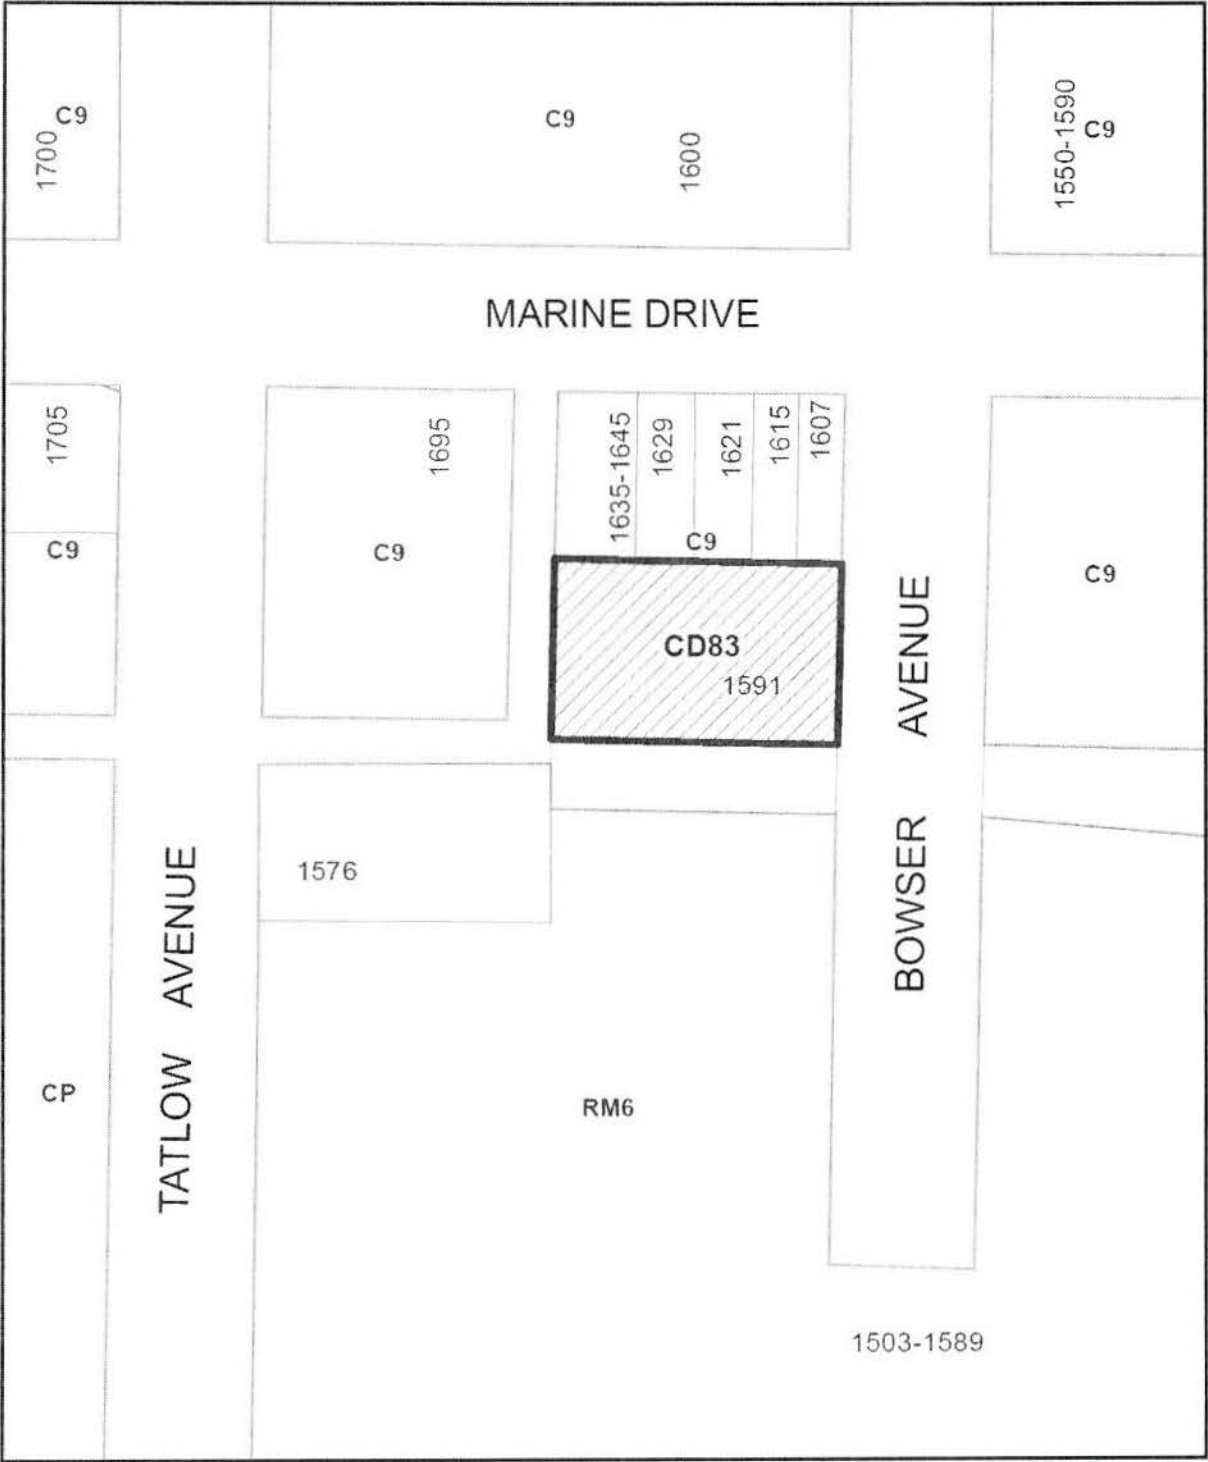 C9
1700
C9
1600
1550-1590
C9
MARINE DRIVE
1705
1695
1635-1645
1629
1621
1615
1607
C9
C9
C9
C9
CD83
1591
BOWSER AVENUE
1576
TATLOW AVENUE
CP
RM6
1503-1589